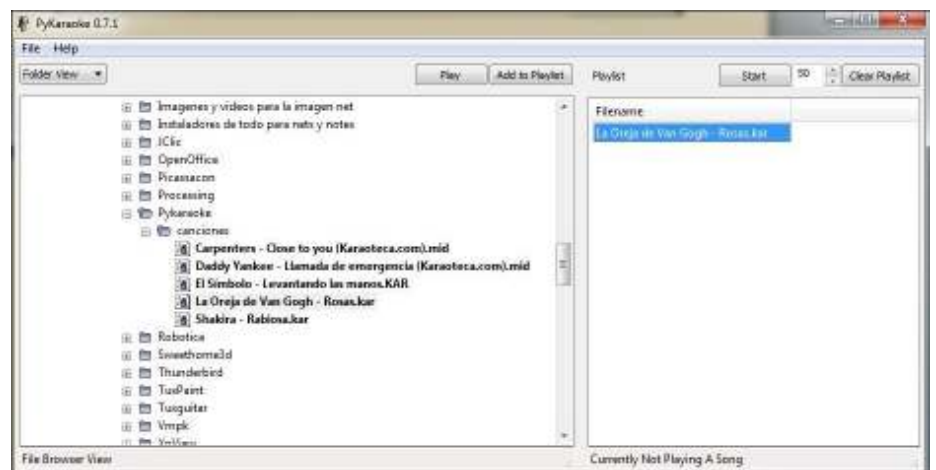 PyKaraoke 0.7.1
File Help
Folder View
Play
Add to Playlist
Playlist
Start
50
Clear Playlist
Imagenes y videos para la imagen net
Instaladores de todo para nets y notes
JClic
OpenOffice
Picassacon
Processing
Pykaraoke
canciones
Carpenters - Close to you (Karaoteca.com).mid
Daddy Yankee - Llamada de emergencia (Karaoteca.com).mid
El Simbolo - Levantando las manos.KAR
La Oreja de Van Gogh - Rosas.kar
Shakira - Rabiosa.kar
Robotica
Sweethome3d
Thunderbird
TuxPaint
Tuxguitar
Vmpk
XnView
Filename
La Oreja de Van Gogh - Rosas.kar
File Browser View
Currently Not Playing A Song